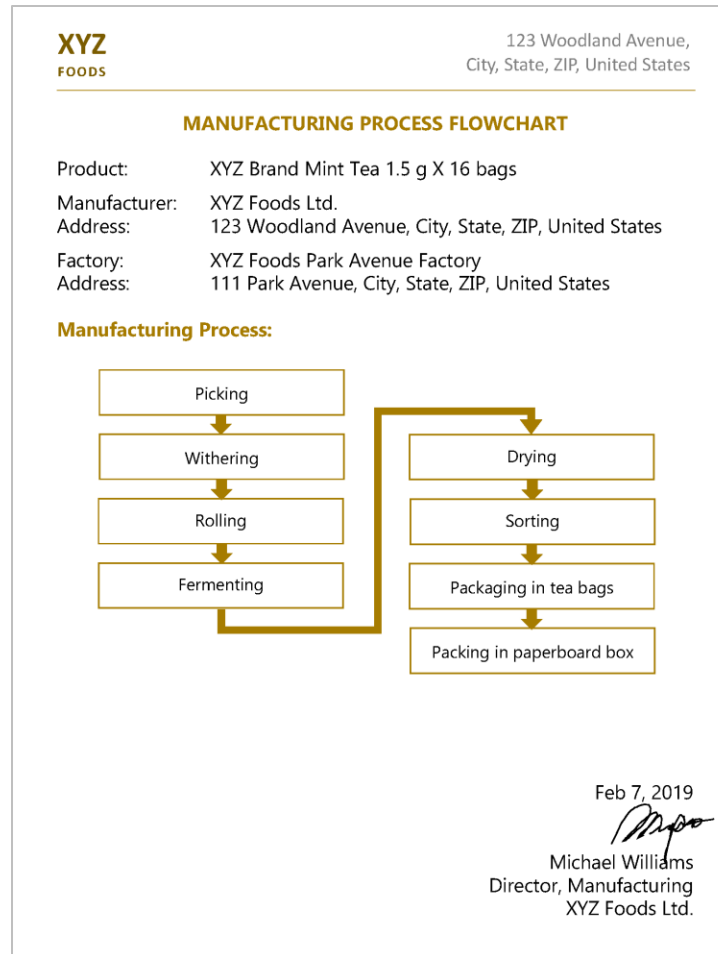 XYZ
FOODS
123 Woodland Avenue,
City, State, ZIP, United States
MANUFACTURING PROCESS FLOWCHART
Product: XYZ Brand Mint Tea 1.5 g X 16 bags
Manufacturer: XYZ Foods Ltd.
Address: 123 Woodland Avenue, City, State, ZIP, United States
Factory: XYZ Foods Park Avenue Factory
Address: 111 Park Avenue, City, State, ZIP, United States
Manufacturing Process:
Picking
Withering
Rolling
Fermenting
Drying
Sorting
Packaging in tea bags
Packing in paperboard box
Feb 7, 2019
Michael Williams
Director, Manufacturing
XYZ Foods Ltd.